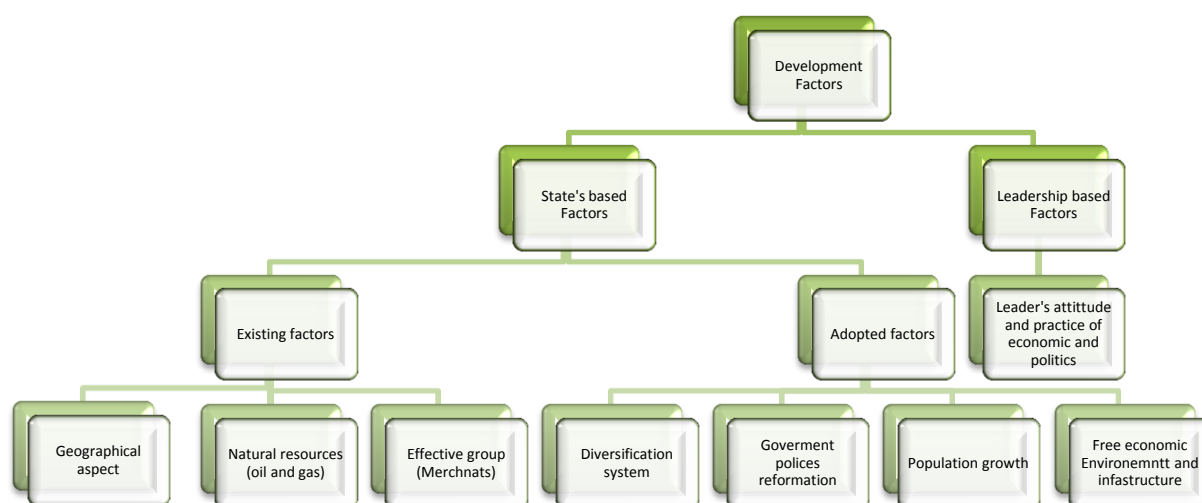 Development
Factors
State's based
Factors
Leadership based
Factors
Existing factors
Adopted factors
Leader's attittude
and practice of
economic and
politics
Geographical
aspect
Natural resources
(oil and gas)
Effective group
(Merchnats)
Diversification
system
Goverment
polices
reformation
Population growth
Free economic
Environemntt and
infastructure